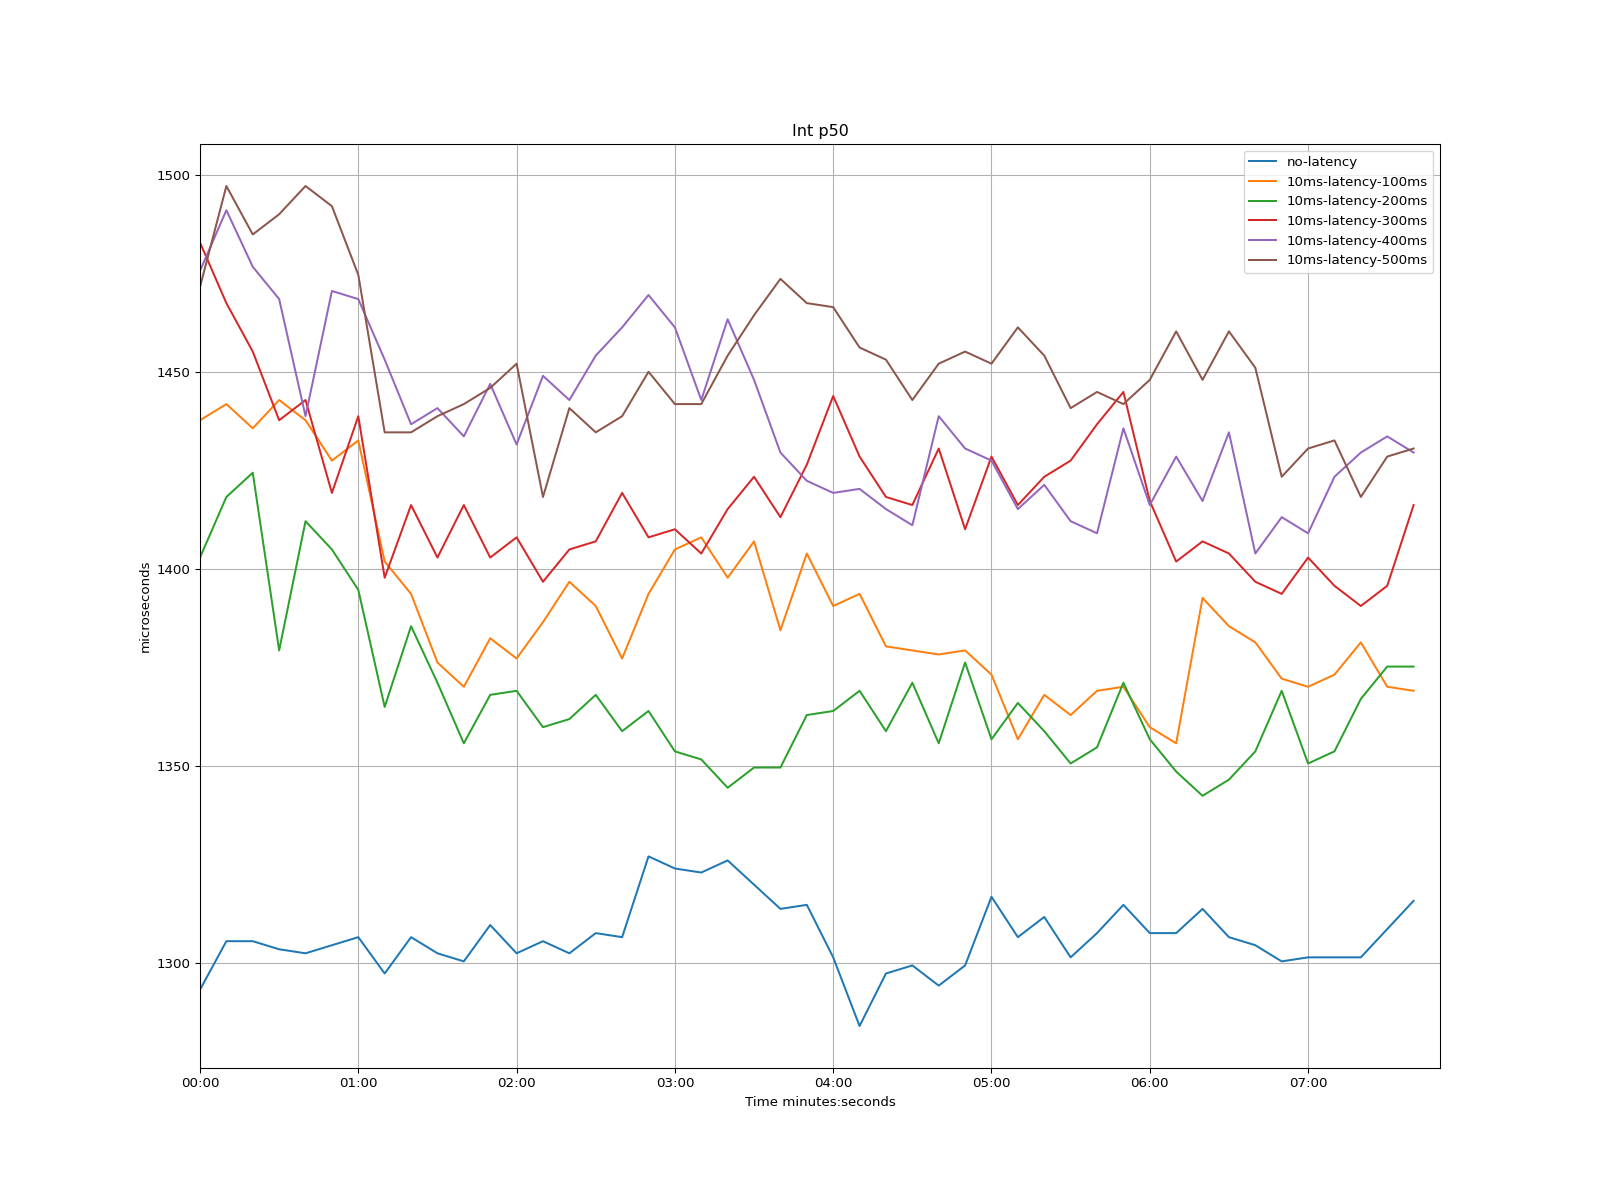 Int p50
no-latency
10ms-latency-100ms
10ms-latency-200ms
10ms-latency-300ms
10ms-latency-400ms
10ms-latency-500ms
1500
1450
1400
1350
1300
microseconds
00:00 01:00 02:00 03:00 04:00 05:00 06:00 07:00
Time minutes:seconds